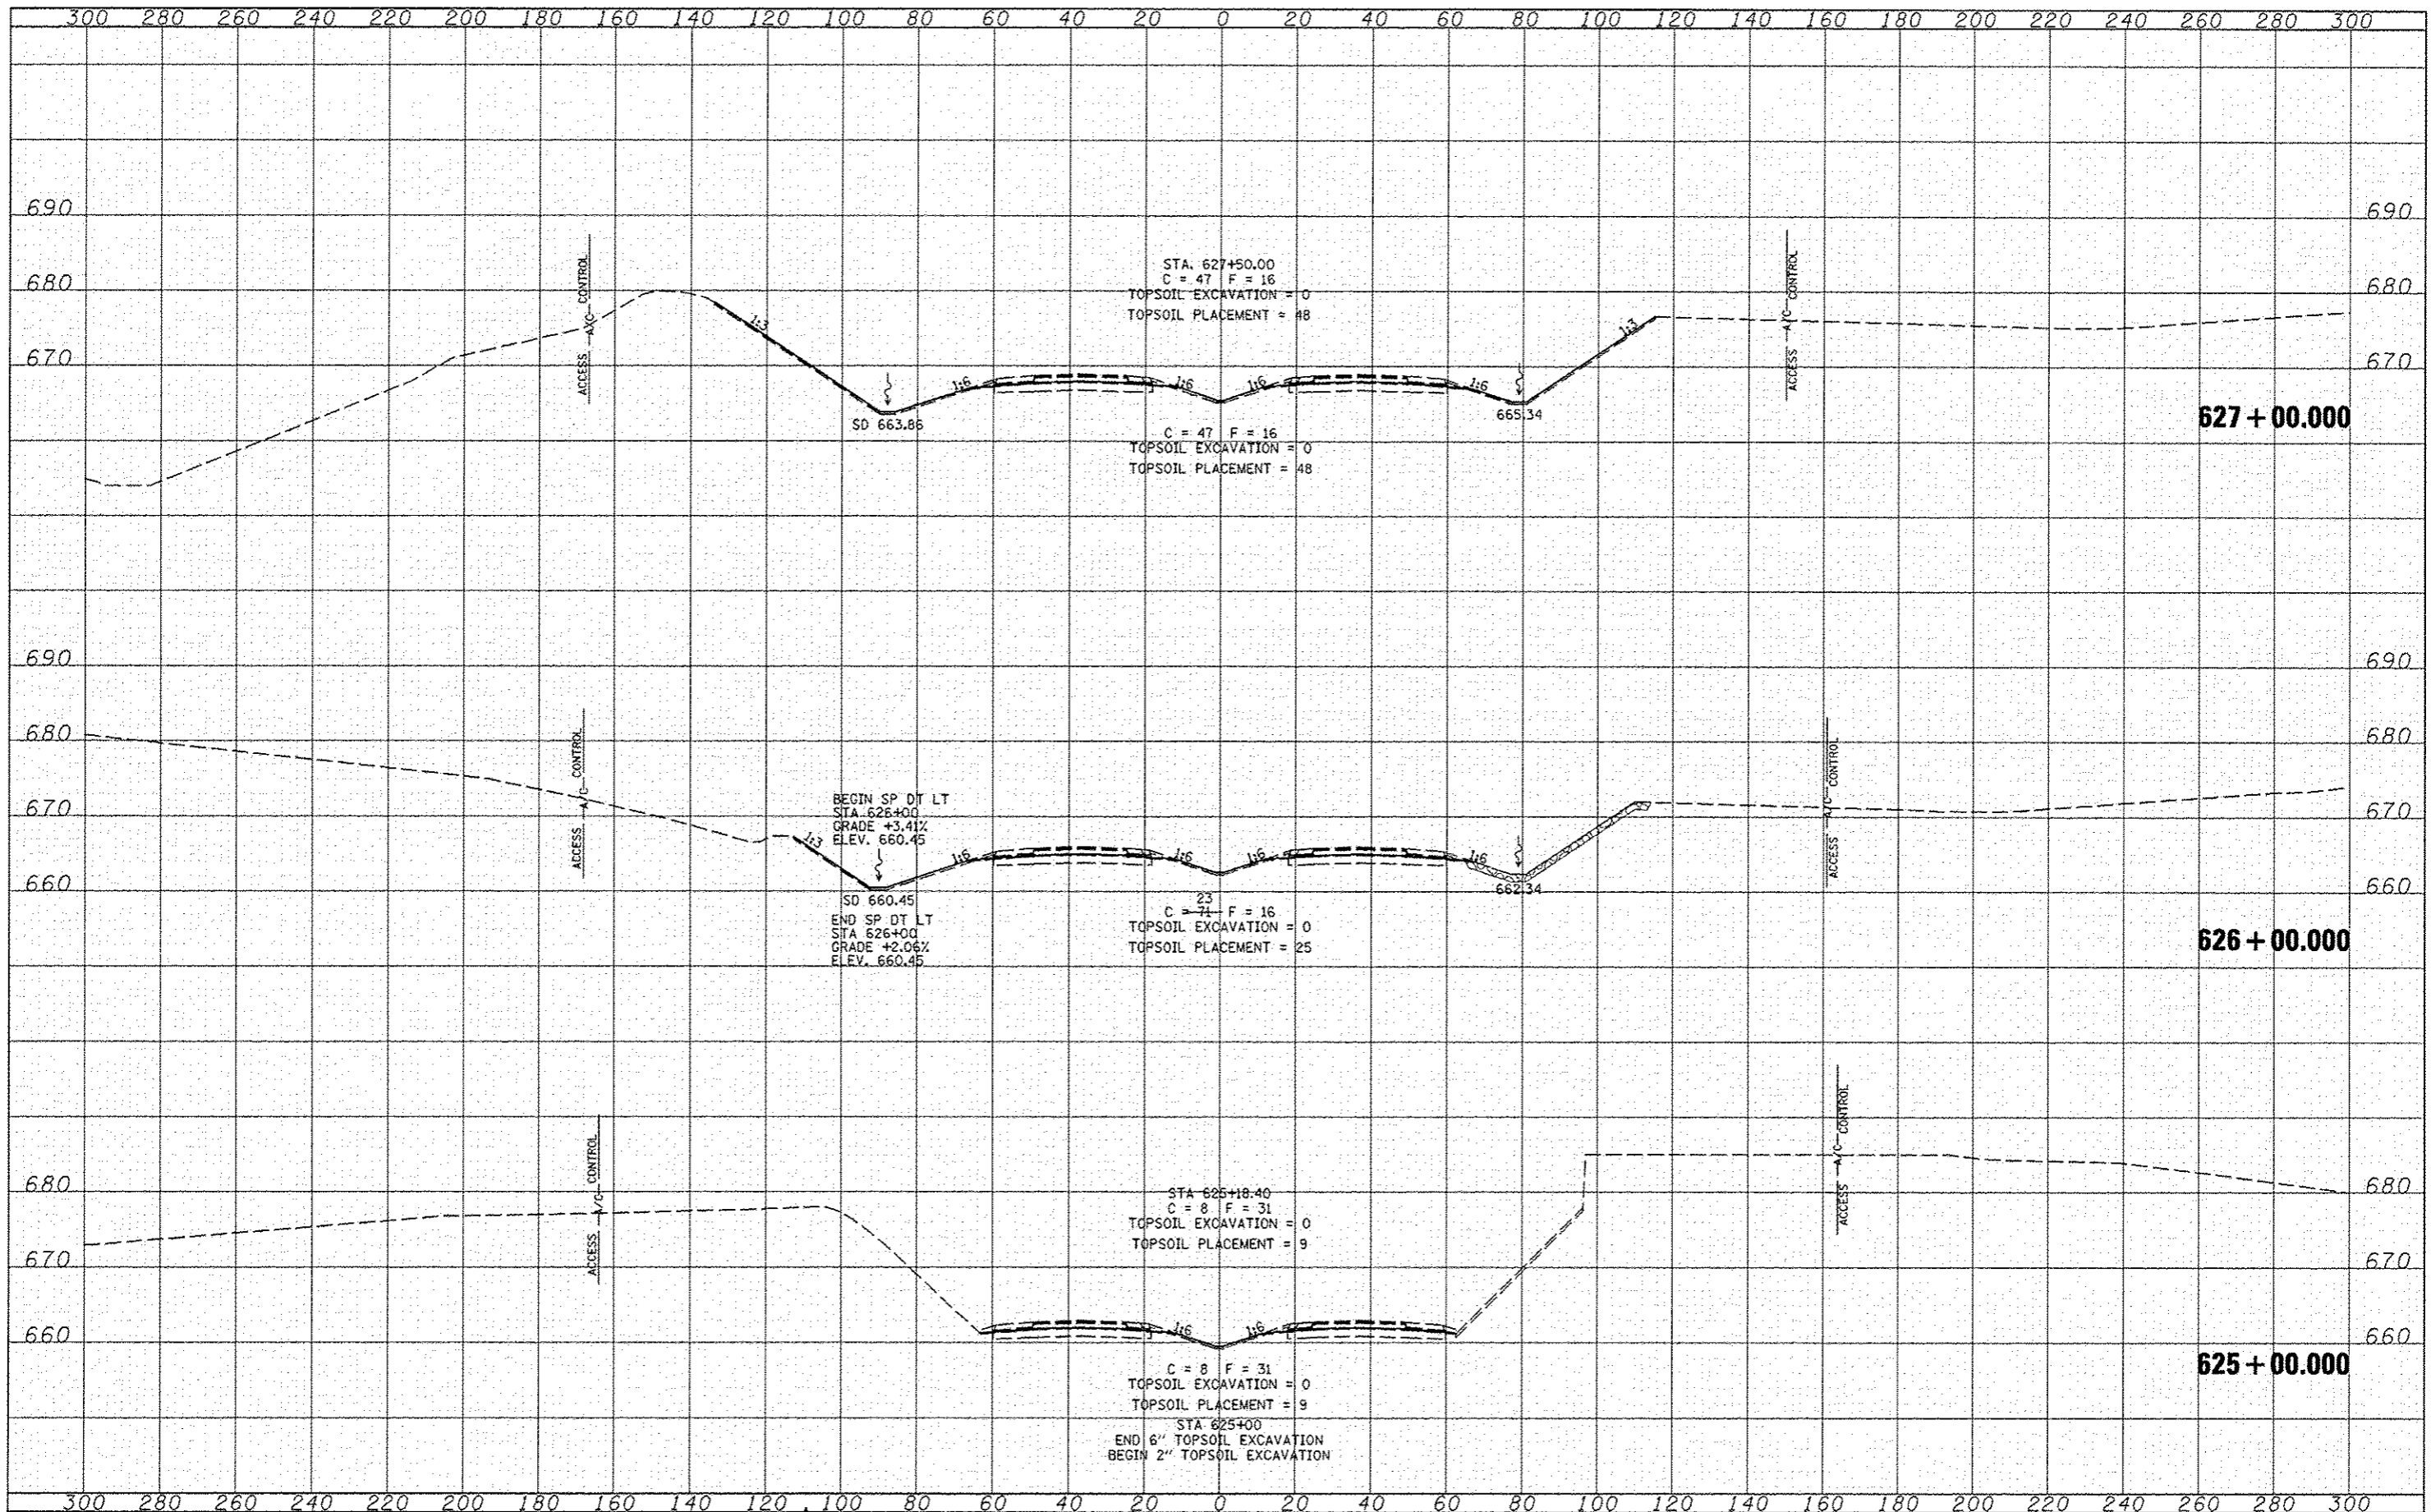 300 280 260 240 220 200 180 160 140 120 100 80 60 40 20 0 20 40 60 80 100 120 140 160 180 200 220 240 260 280 300
690 690
STA. 627+50.00
C = 47 F = 16
TOPSOIL EXCAVATION = 0
TOPSOIL PLACEMENT = 48
680 680
ACCESS A/C CONTROL
ACCESS A/C CONTROL
1:3 1:3
670 670
1:6 1:6 1:6 1:6
SD 663.86
665.34
627+00.000
C = 47 F = 16
TOPSOIL EXCAVATION = 0
TOPSOIL PLACEMENT = 48
690 690
680 680
ACCESS A/C CONTROL
ACCESS A/C CONTROL
BEGIN SP DT LT
STA 626+00
GRADE +3.41%
ELEV. 660.45
670 670
1:3 1:6 1:6 1:6 1:6
660 660
SD 660.45
662.34
END SP DT LT
STA 626+00
GRADE +2.06%
ELEV. 660.45
23
C = 71 F = 16
TOPSOIL EXCAVATION = 0
TOPSOIL PLACEMENT = 25
626+00.000
ACCESS A/C CONTROL
ACCESS A/C CONTROL
680 680
STA 625+18.40
C = 8 F = 31
TOPSOIL EXCAVATION = 0
TOPSOIL PLACEMENT = 9
670 670
1:6 1:6
660 660
625+00.000
C = 8 F = 31
TOPSOIL EXCAVATION = 0
TOPSOIL PLACEMENT = 9
STA 625+00
END 6" TOPSOIL EXCAVATION
BEGIN 2" TOPSOIL EXCAVATION
300 280 260 240 220 200 180 160 140 120 100 80 60 40 20 0 20 40 60 80 100 120 140 160 180 200 220 240 260 280 300